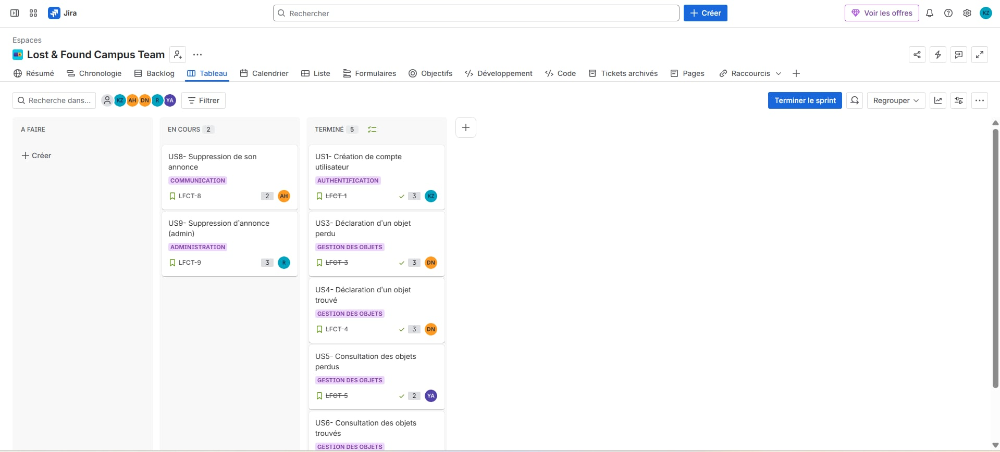 Jira
Rechercher
Créer
Voir les offres
KZ
Espaces
Lost & Found Campus Team
Résumé
Chronologie
Backlog
Tableau
Calendrier
Liste
Formulaires
Objectifs
Développement
Code
Tickets archivés
Pages
Raccourcis
Recherche dans...
KZ
AH
DN
R
YA
Filtrer
Terminer le sprint
Regrouper
A FAIRE
Créer
EN COURS 2
US8- Suppression de son
annonce
COMMUNICATION
LFCT-8
2
AH
US9- Suppression d'annonce
(admin)
ADMINISTRATION
LFCT-9
3
R
TERMINÉ 5
US1- Création de compte
utilisateur
AUTHENTIFICATION
LFCT-1
3
KZ
US3- Déclaration d'un objet
perdu
GESTION DES OBJETS
LFCT-3
3
DN
US4- Déclaration d'un objet
trouvé
GESTION DES OBJETS
LFCT-4
3
DN
US5- Consultation des objets
perdus
GESTION DES OBJETS
LFCT-5
2
YA
US6- Consultation des objets
trouvés
GESTION DES OBJETS